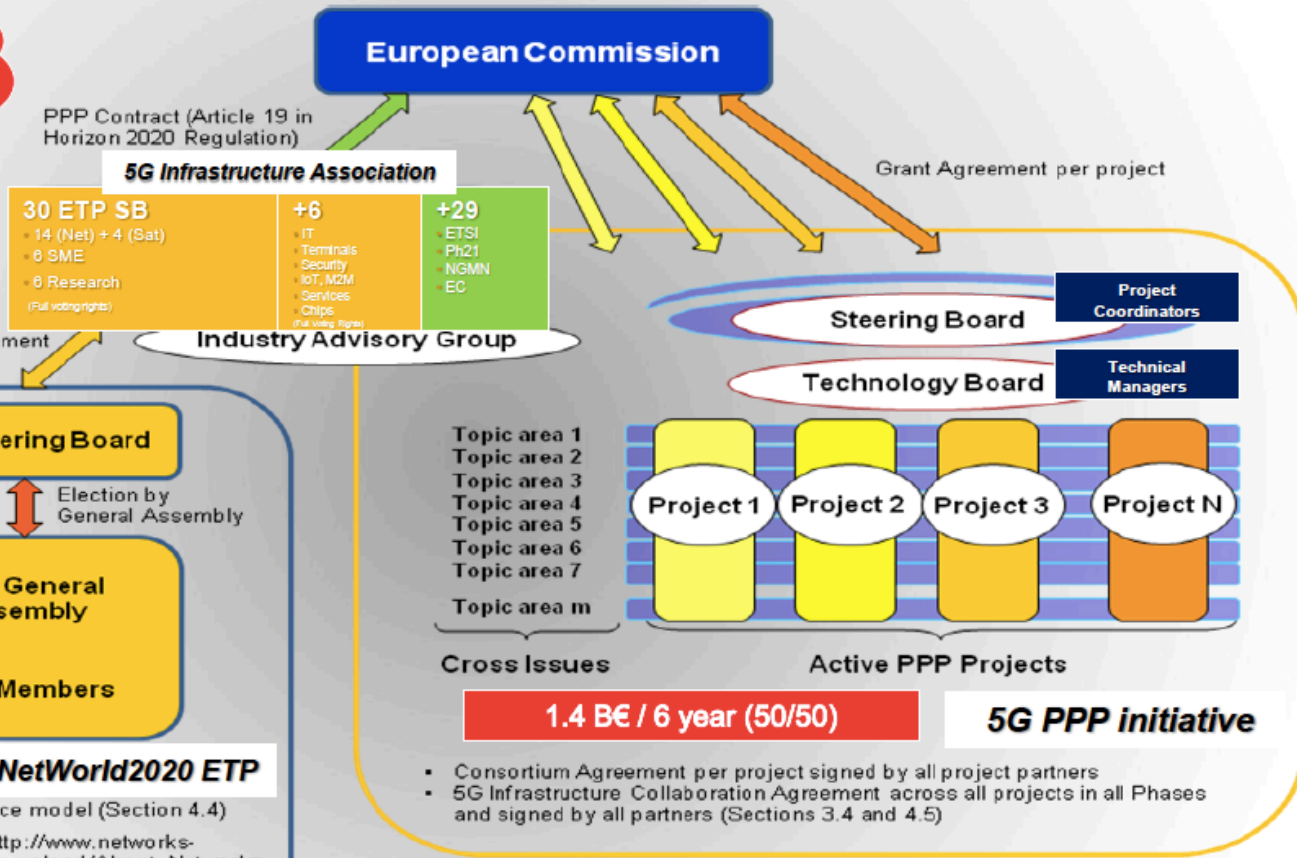 European Commission
PPP Contract (Article 19 in
Horizon 2020 Regulation)
5G Infrastructure Association
Grant Agreement per project
30 ETP SB
14 (Net) + 4 (Sat)
6 SME
6 Research
(Full voting rights)
+6
IT
Terminals
Security
IoT, M2M
Services
Chips
(Full Voting Rights)
+29
ETSI
Ph21
NGMN
EC
Industry Advisory Group
Steering Board
Project
Coordinators
Technology Board
Technical
Managers
ering Board
Election by
General Assembly
General
sembly
Members
NetWorld2020 ETP
ce model (Section 4.4)
ttp://www.networks-
Topic area 1
Topic area 2
Topic area 3
Topic area 4
Topic area 5
Topic area 6
Topic area 7
Topic area m
Project 1
Project 2
Project 3
Project N
Cross Issues
Active PPP Projects
1.4 B€ / 6 year (50/50)
5G PPP initiative
▪ Consortium Agreement per project signed by all project partners
▪ 5G Infrastructure Collaboration Agreement across all projects in all Phases
and signed by all partners (Sections 3.4 and 4.5)